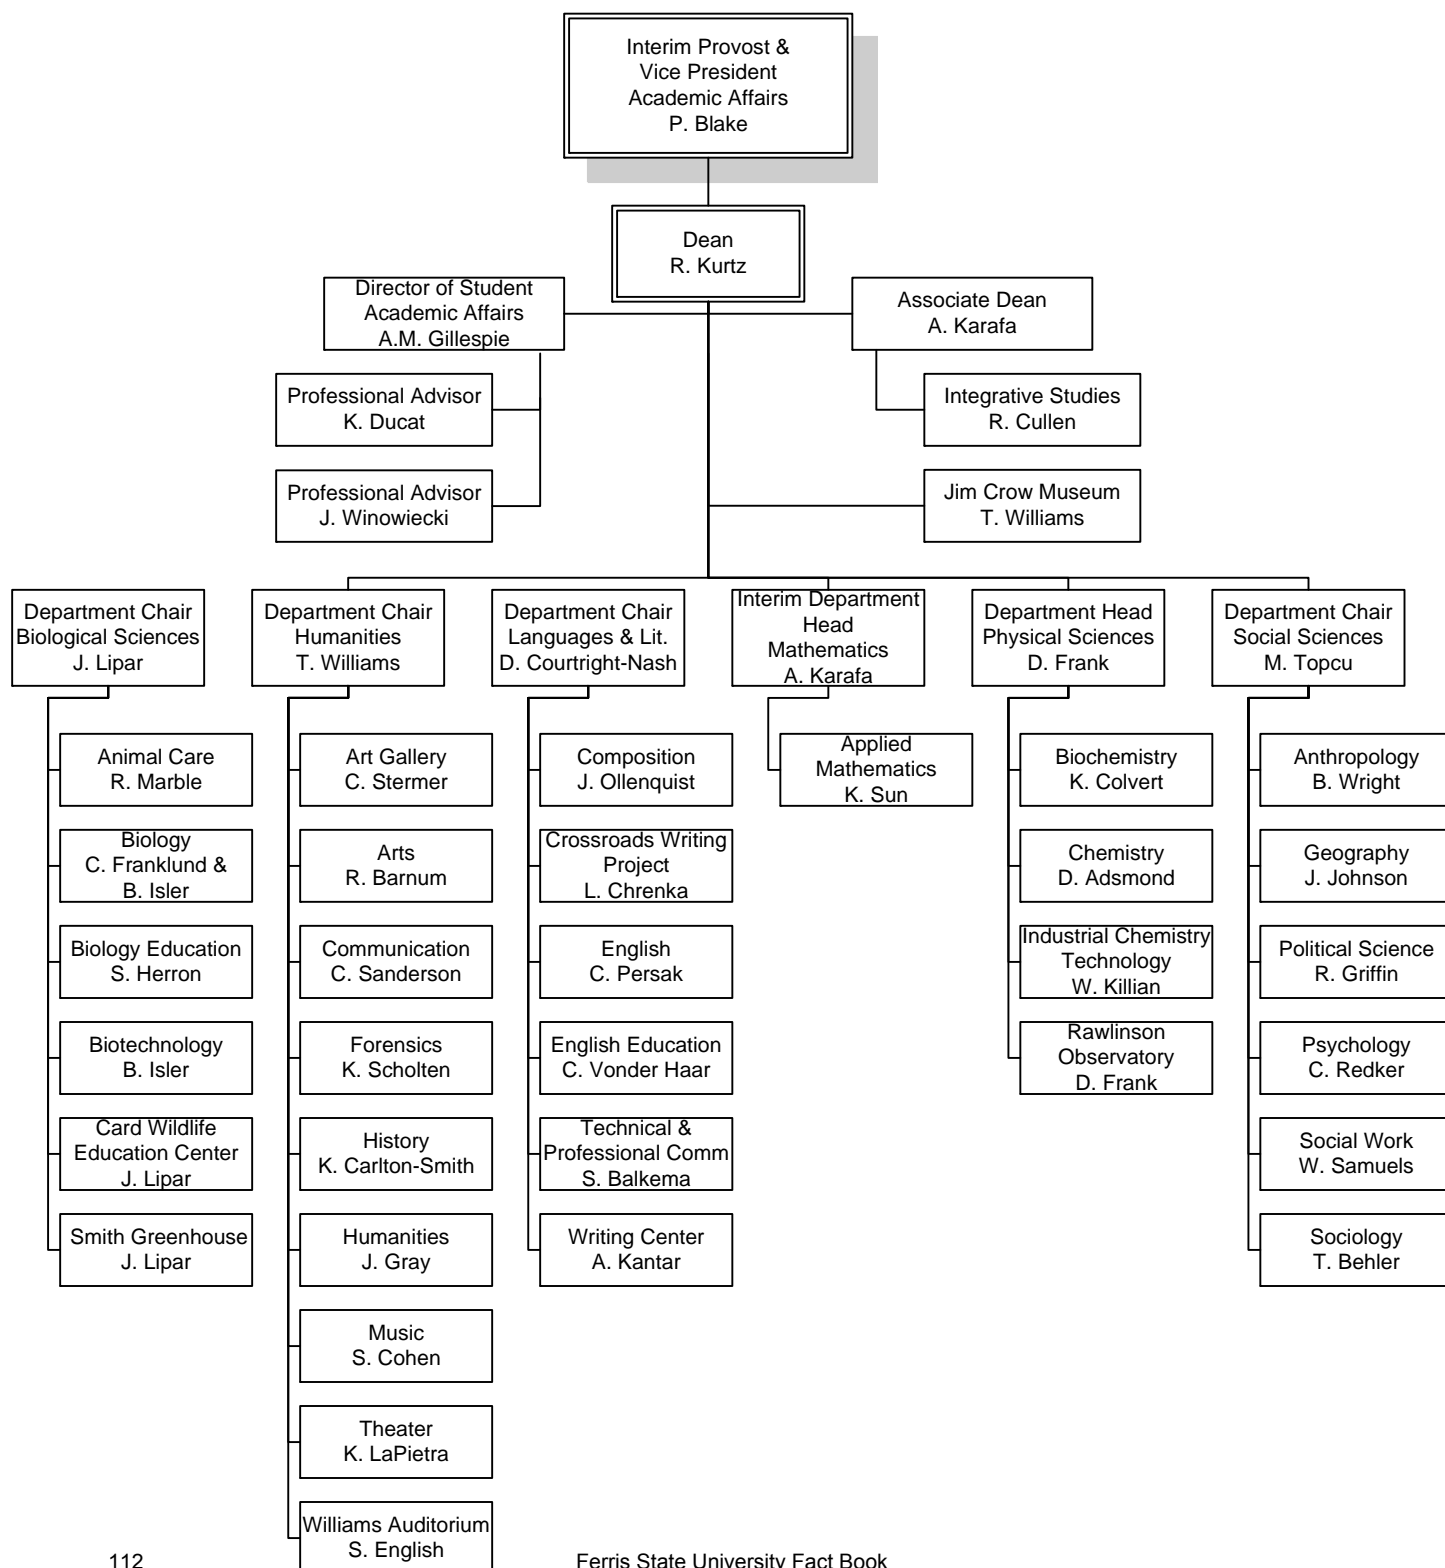 Interim Provost &
Vice President
Academic Affairs
P. Blake
Dean
R. Kurtz
Director of Student
Academic Affairs
A.M. Gillespie
Associate Dean
A. Karafa
Professional Advisor
K. Ducat
Integrative Studies
R. Cullen
Professional Advisor
J. Winowiecki
Jim Crow Museum
T. Williams
Department Chair
Biological Sciences
J. Lipar
Department Chair
Humanities
T. Williams
Department Chair
Languages & Lit.
D. Courtright-Nash
Interim Department
Head
Mathematics
A. Karafa
Department Head
Physical Sciences
D. Frank
Department Chair
Social Sciences
M. Topcu
Animal Care
R. Marble
Biology
C. Franklund &
B. Isler
Biology Education
S. Herron
Biotechnology
B. Isler
Card Wildlife
Education Center
J. Lipar
Smith Greenhouse
J. Lipar
Art Gallery
C. Stermer
Arts
R. Barnum
Communication
C. Sanderson
Forensics
K. Scholten
History
K. Carlton-Smith
Humanities
J. Gray
Music
S. Cohen
Theater
K. LaPietra
Williams Auditorium
S. English
Composition
J. Ollenquist
Crossroads Writing
Project
L. Chrenka
English
C. Persak
English Education
C. Vonder Haar
Technical &
Professional Comm
S. Balkema
Writing Center
A. Kantar
Applied
Mathematics
K. Sun
Biochemistry
K. Colvert
Chemistry
D. Adsmond
Industrial Chemistry
Technology
W. Killian
Rawlinson
Observatory
D. Frank
Anthropology
B. Wright
Geography
J. Johnson
Political Science
R. Griffin
Psychology
C. Redker
Social Work
W. Samuels
Sociology
T. Behler
112
Ferris State University Fact Book